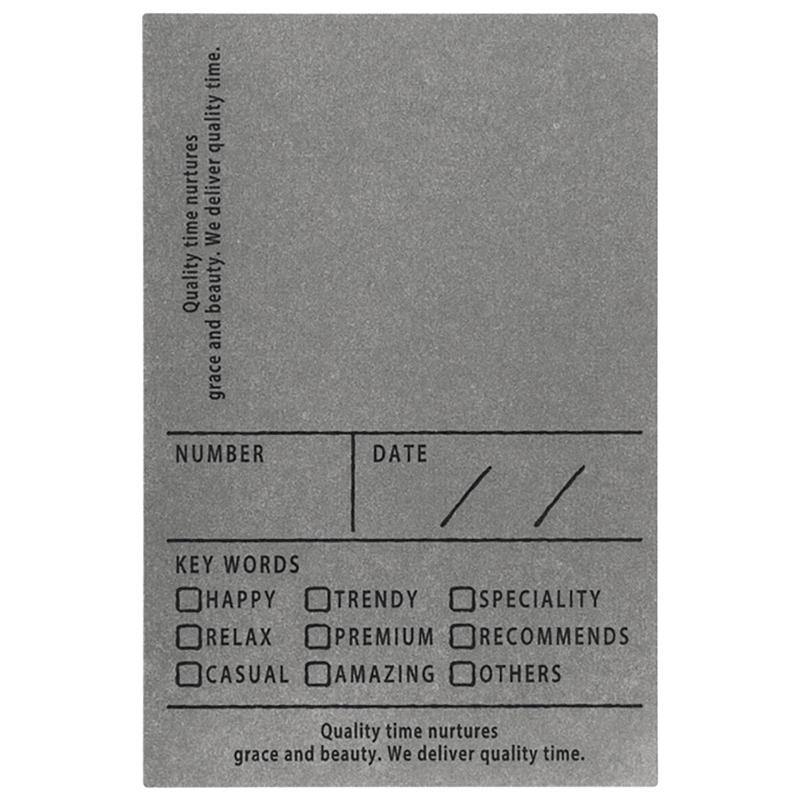 Quality time nurtures
grace and beauty. We deliver quality time.
NUMBER
DATE
KEY WORDS
HAPPY TRENDY SPECIALITY
RELAX PREMIUM RECOMMENDS
CASUAL AMAZING OTHERS
Quality time nurtures
grace and beauty. We deliver quality time.